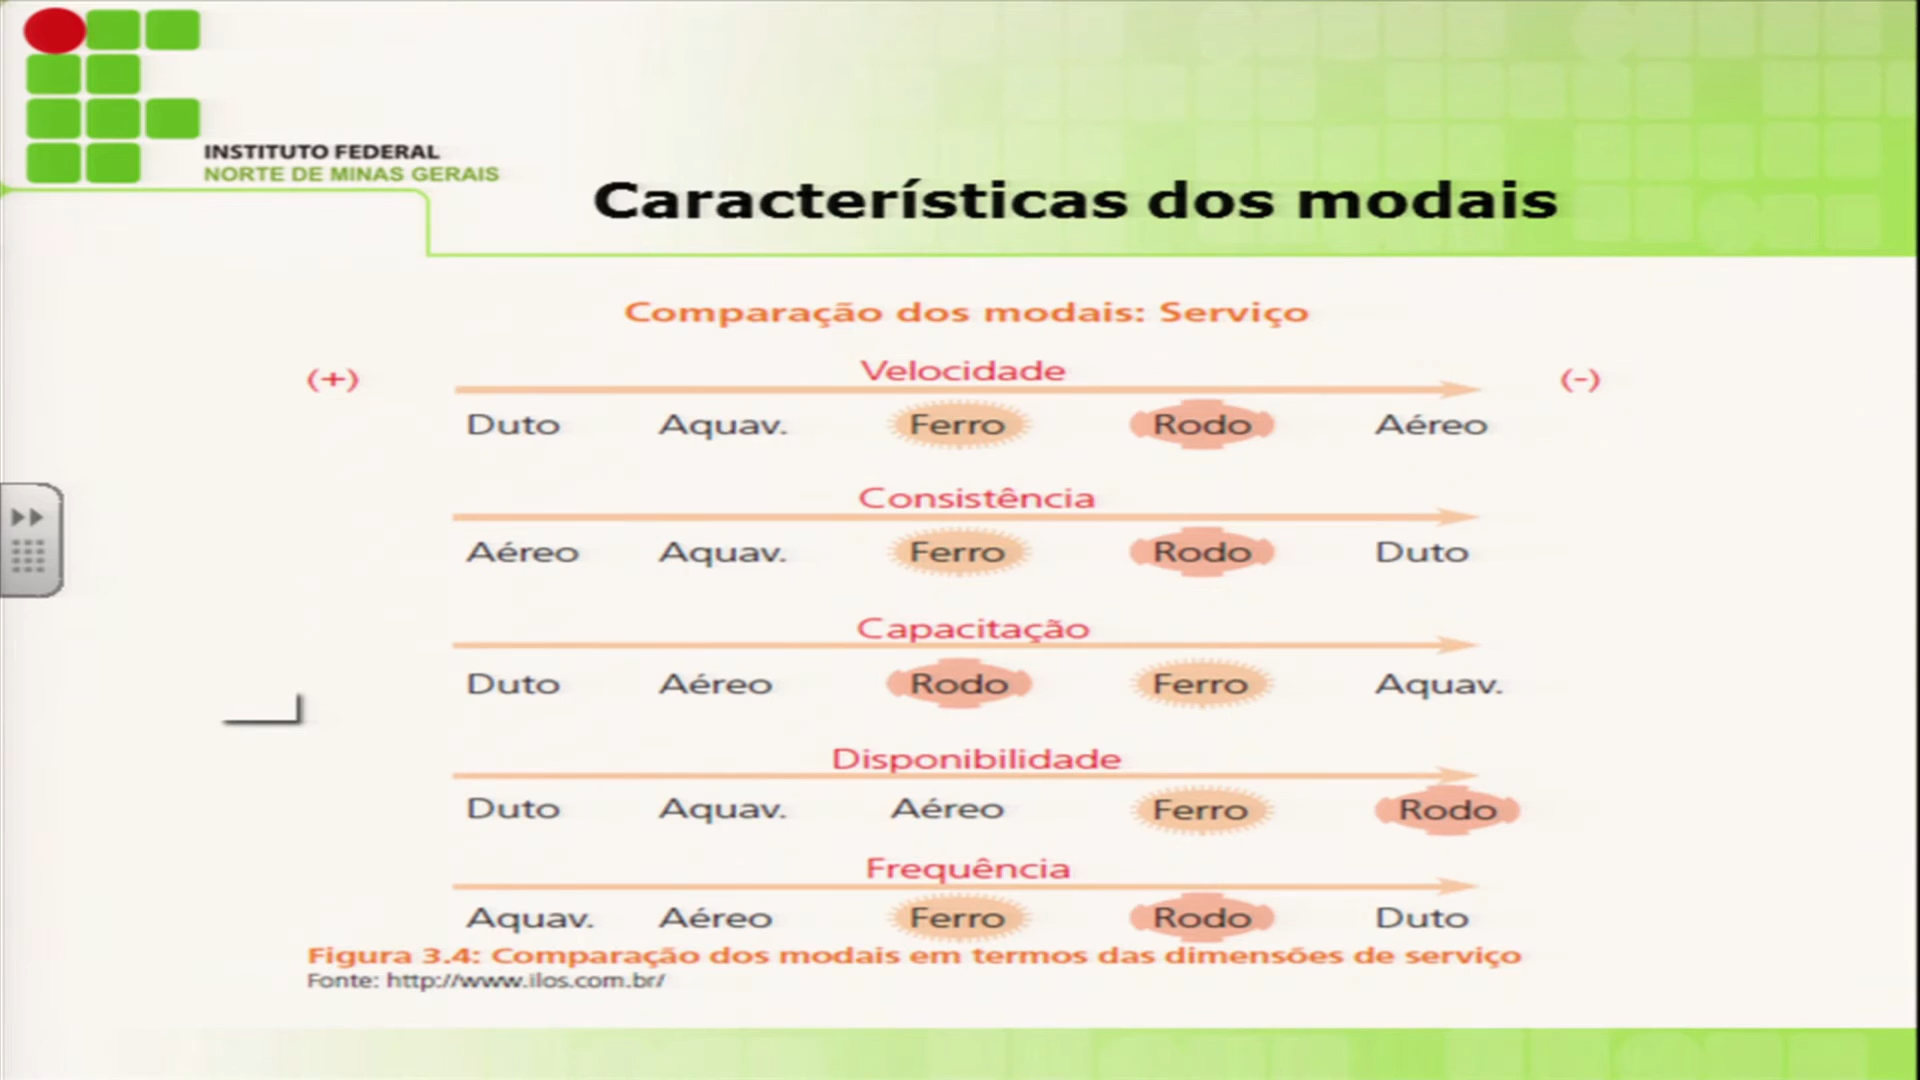 INSTITUTO FEDERAL
NORTE DE MINAS GERAIS
Características dos modais
Comparação dos modais: Serviço
(+) Velocidade (-)
Duto Aquav. Ferro Rodo Aéreo
Consistência
Aéreo Aquav. Ferro Rodo Duto
Capacitação
Duto Aéreo Rodo Ferro Aquav.
Disponibilidade
Duto Aquav. Aéreo Ferro Rodo
Frequência
Aquav. Aéreo Ferro Rodo Duto
Figura 3.4: Comparação dos modais em termos das dimensões de serviço
Fonte: http://www.ilos.com.br/